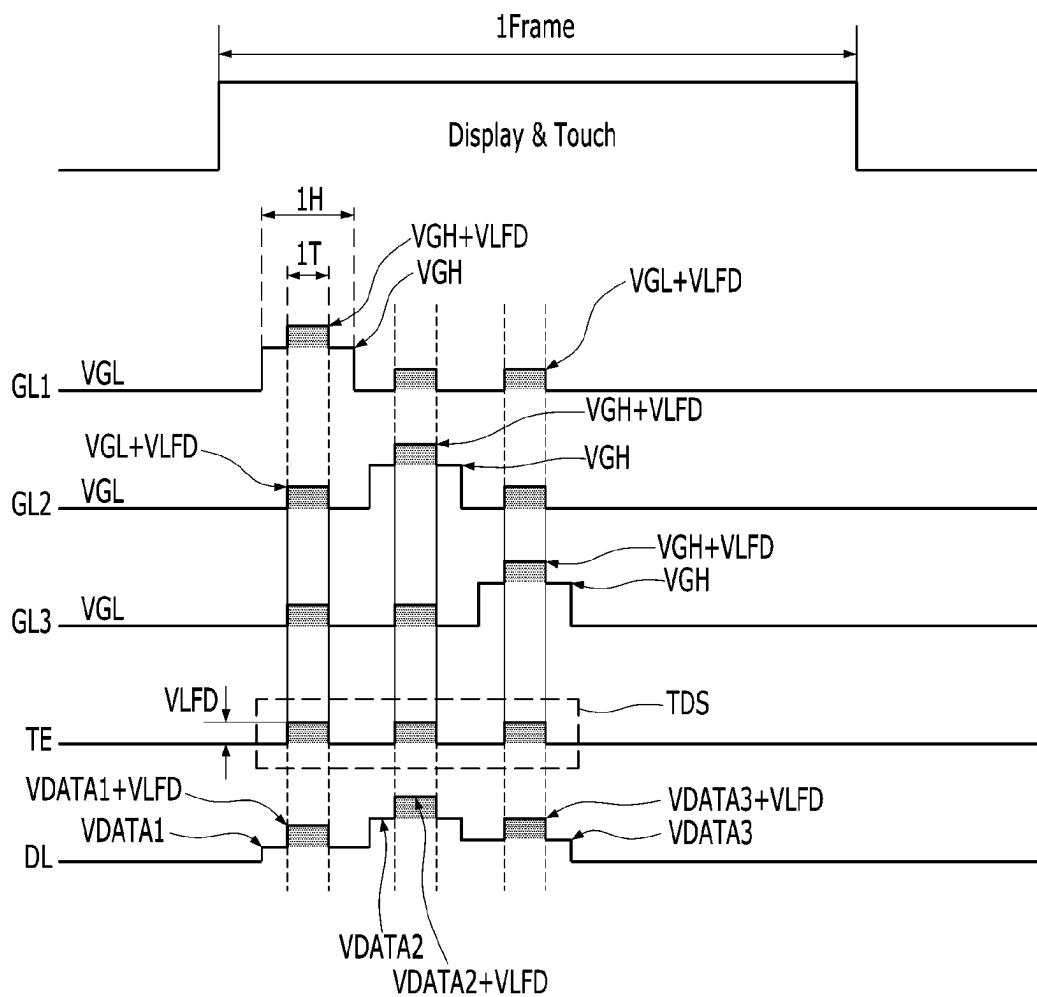 1Frame
Display & Touch
1H
1T
VGH+VLFD
VGH
VGL+VLFD
GL1
VGL
VGH+VLFD
VGL+VLFD
VGH
GL2
VGL
VGH+VLFD
VGH
GL3
VGL
VLFD
TDS
TE
VDATA1+VLFD
VDATA3+VLFD
VDATA1
VDATA3
DL
VDATA2
VDATA2+VLFD